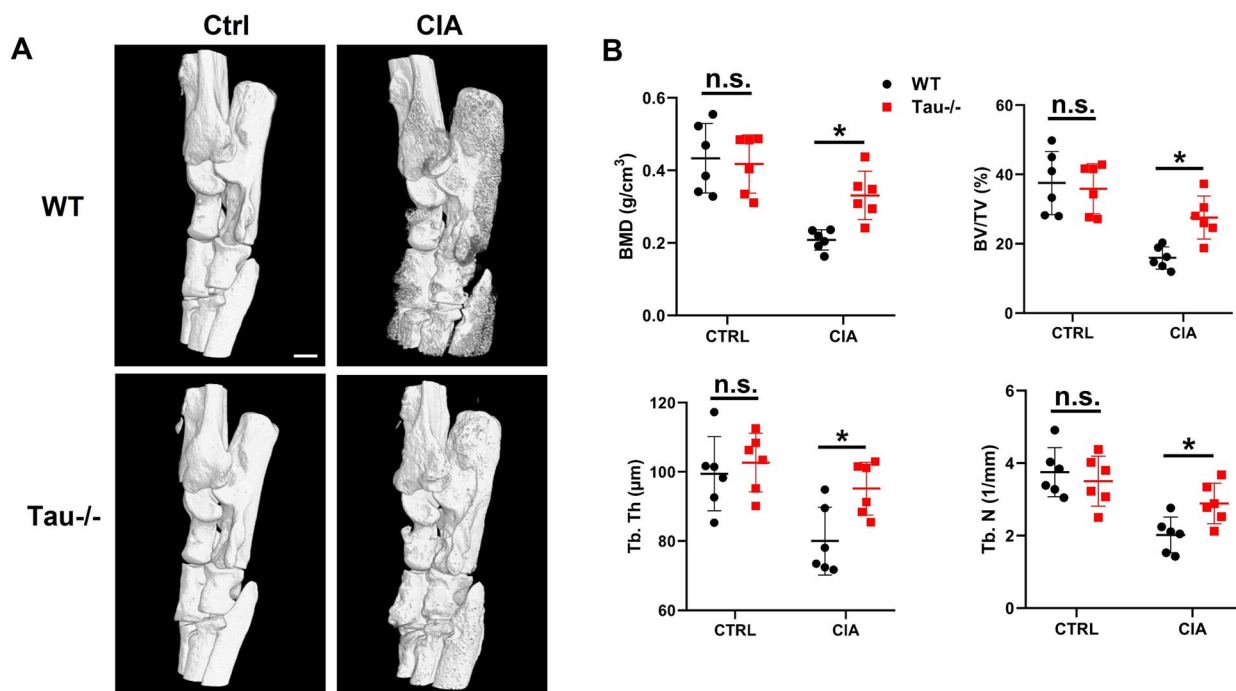 A
Ctrl
CIA
WT
Tau-/-
B
n.s.
WT
Tau-/-
*
BMD (g/cm³)
0.6
0.4
0.2
0.0
CTRL
CIA
n.s.
*
BV/TV (%)
60
40
20
0
CTRL
CIA
n.s.
*
Tb. Th (μm)
120
100
80
60
CTRL
CIA
n.s.
*
Tb. N (1/mm)
6
4
2
0
CTRL
CIA